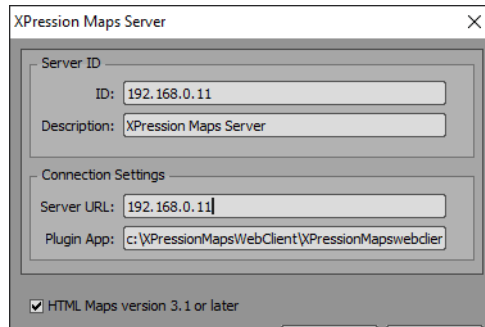 XPression Maps Server
Server ID
ID: 192.168.0.11
Description: XPression Maps Server
Connection Settings
Server URL: 192.168.0.11
Plugin App: c:\XPressionMapsWebClient\XPressionMapswebclier
HTML Maps version 3.1 or later